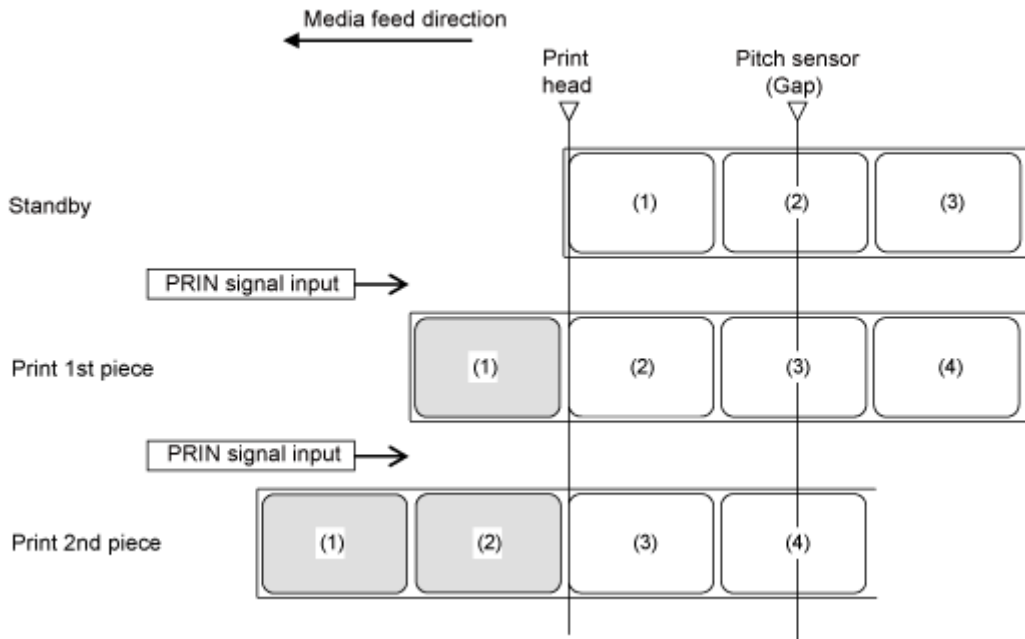 Media feed direction
Print
head
Pitch sensor
(Gap)
Standby
(1)
(2)
(3)
PRIN signal input
Print 1st piece
(1)
(2)
(3)
(4)
PRIN signal input
Print 2nd piece
(1)
(2)
(3)
(4)